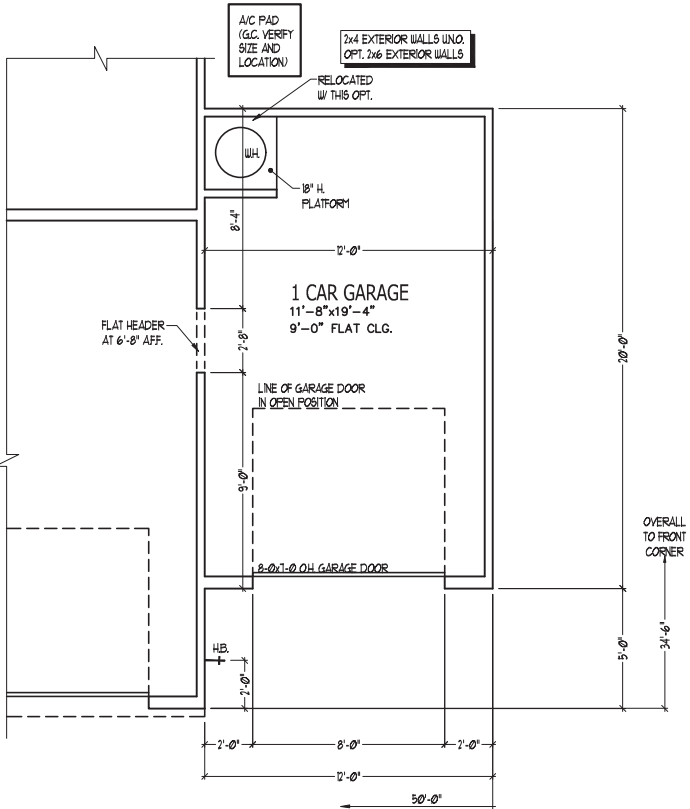 A/C PAD
(G.C. VERIFY
SIZE AND
LOCATION)
2x4 EXTERIOR WALLS U.N.O.
OPT. 2x6 EXTERIOR WALLS
RELOCATED
W/ THIS OPT.
W.H.
18" H.
PLATFORM
8'-4"
12'-0"
1 CAR GARAGE
11'-8"x19'-4"
9'-0" FLAT CLG.
FLAT HEADER
AT 6'-8" A.F.F.
2'-8"
20'-0"
LINE OF GARAGE DOOR
IN OPEN POSITION
9'-0"
OVERALL
TO FRONT
CORNER
8-0x7-0 O.H. GARAGE DOOR
H.B.
2'-0"
5'-0"
34'-6"
2'-0"
8'-0"
2'-0"
12'-0"
50'-0"